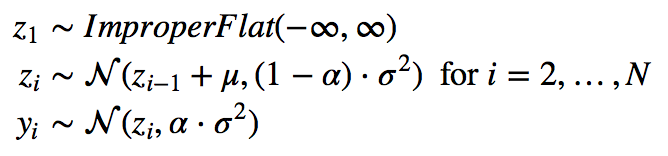 z₁ ~ ImproperFlat(−∞, ∞)
zᵢ ~ 𝒩(zᵢ₋₁ + μ, (1 − α) · σ²) for i = 2, …, N
yᵢ ~ 𝒩(zᵢ, α · σ²)